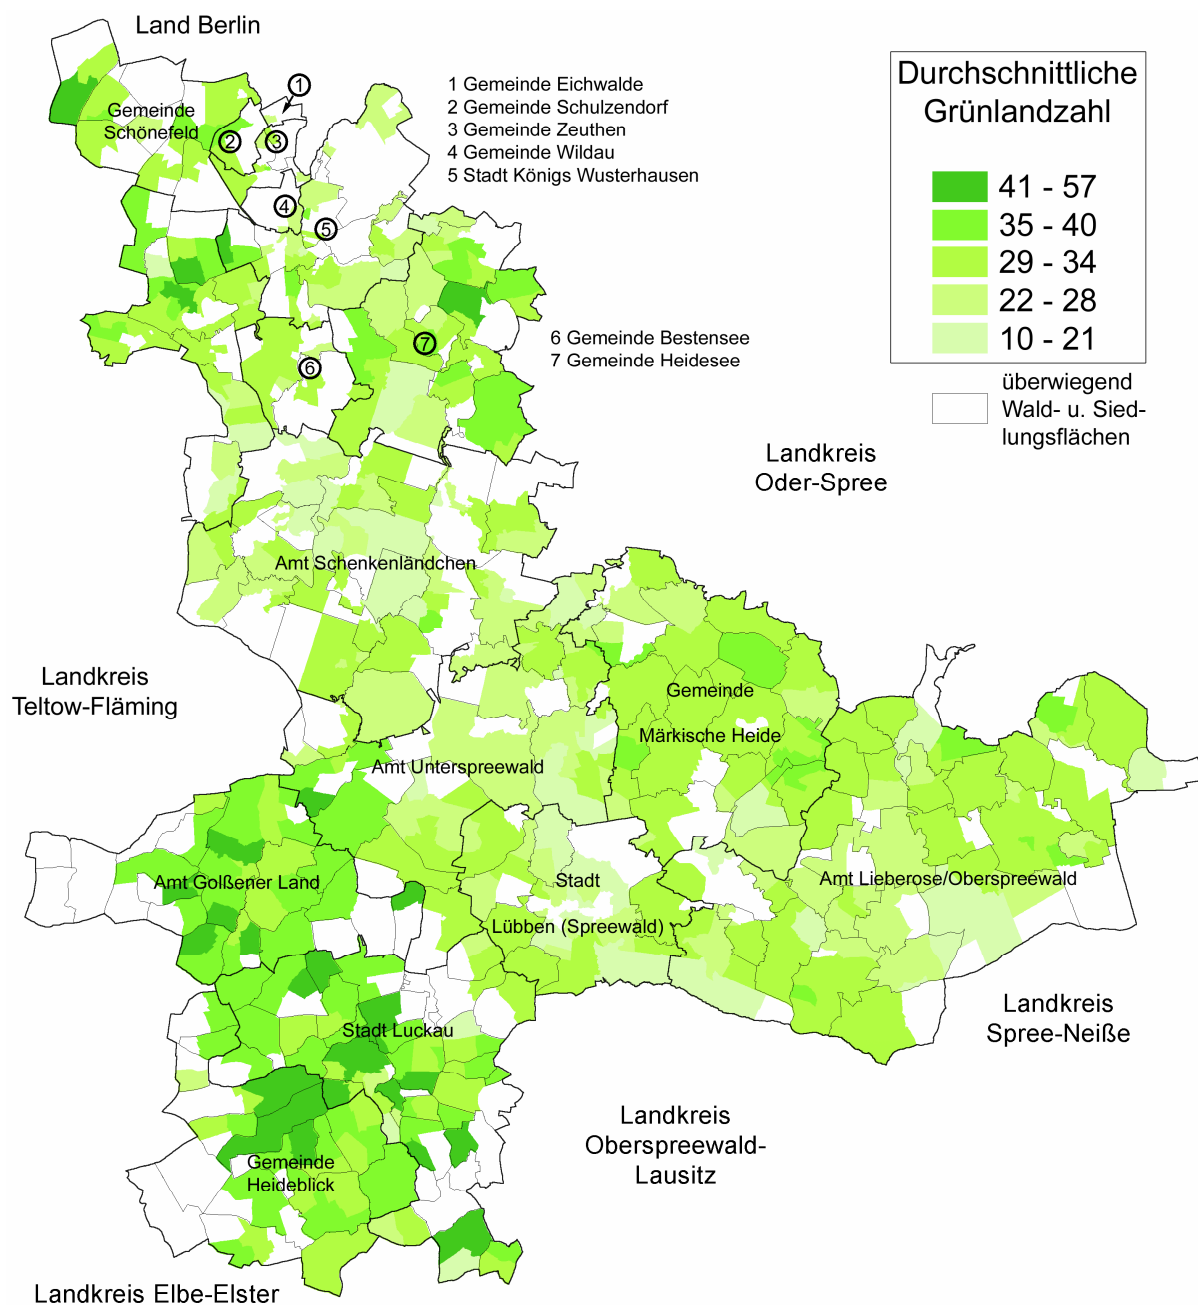 Land Berlin
1 Gemeinde Eichwalde
2 Gemeinde Schulzendorf
3 Gemeinde Zeuthen
4 Gemeinde Wildau
5 Stadt Königs Wusterhausen
Durchschnittliche
Grünlandzahl
41 - 57
35 - 40
29 - 34
22 - 28
10 - 21
überwiegend
Wald- u. Sied-
lungsflächen
Gemeinde
Schönefeld
1
2
3
4
5
6 Gemeinde Bestensee
7 Gemeinde Heidesee
7
6
Landkreis
Oder-Spree
Amt Schenkenländchen
Landkreis
Teltow-Fläming
Gemeinde
Märkische Heide
Amt Unterspreewald
Amt Golßener Land
Stadt
Lübben (Spreewald)
Amt Lieberose/Oberspreewald
Landkreis
Spree-Neiße
Stadt Luckau
Landkreis
Oberspreewald-
Lausitz
Gemeinde
Heideblick
Landkreis Elbe-Elster